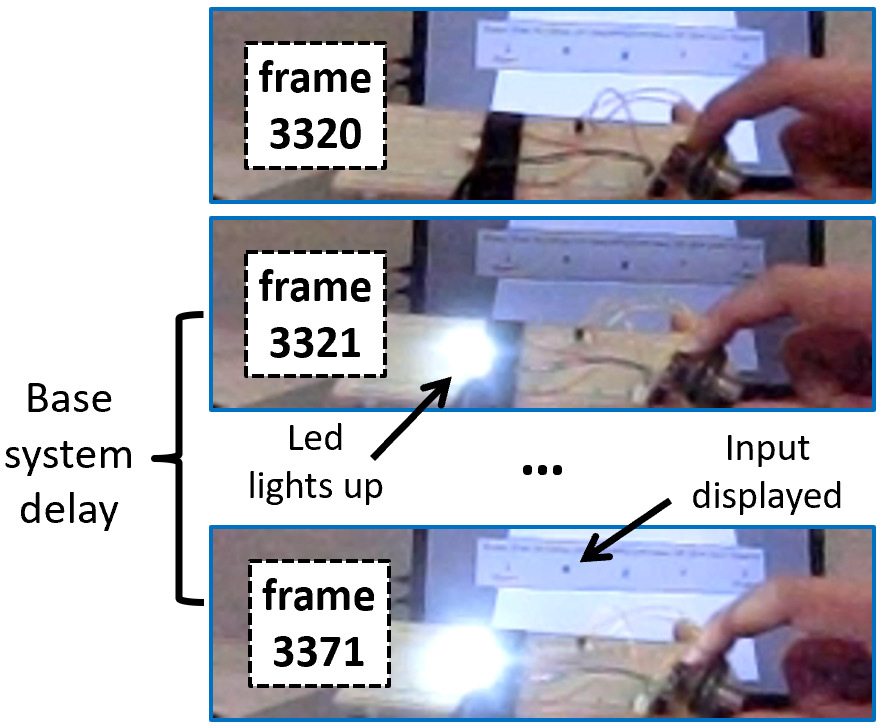 frame
3320
frame
3321
Base
system
delay
Led
lights up
...
Input
displayed
frame
3371